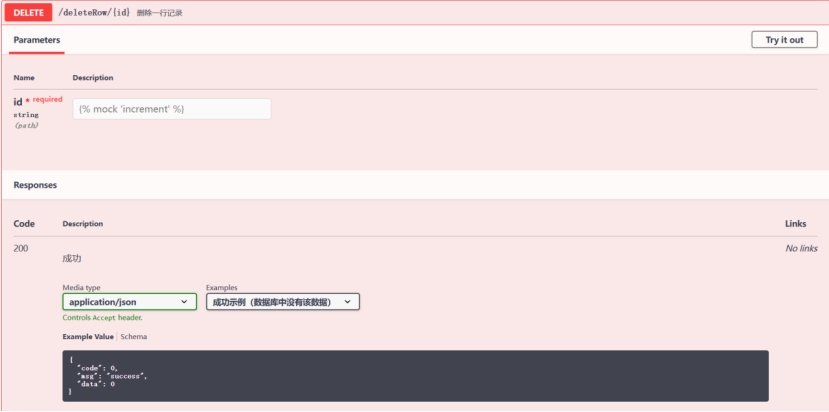 DELETE /deleteRow/{id} 删除一行记录
Parameters Try it out
Name Description
id * required {% mock 'increment' %}
string
(path)
Responses
Code Description Links
200 No links
成功
Media type Examples
application/json 成功示例（数据库中没有该数据）
Controls Accept header.
Example Value Schema
{
"code": 0,
"msg": "success",
"data": 0
}